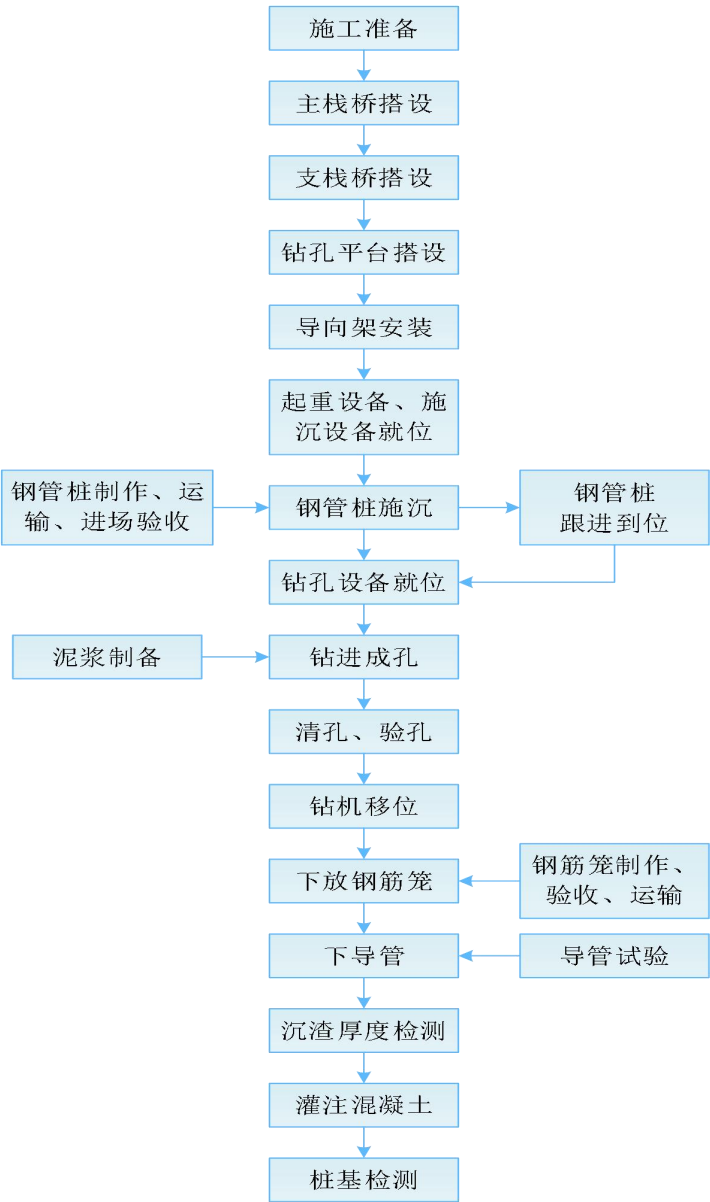 施工准备
主栈桥搭设
支栈桥搭设
钻孔平台搭设
导向架安装
起重设备、施
沉设备就位
钢管桩制作、运
输、进场验收
钢管桩施沉
钢管桩
跟进到位
钻孔设备就位
泥浆制备
钻进成孔
清孔、验孔
钻机移位
下放钢筋笼
钢筋笼制作、
验收、运输
下导管
导管试验
沉渣厚度检测
灌注混凝土
桩基检测